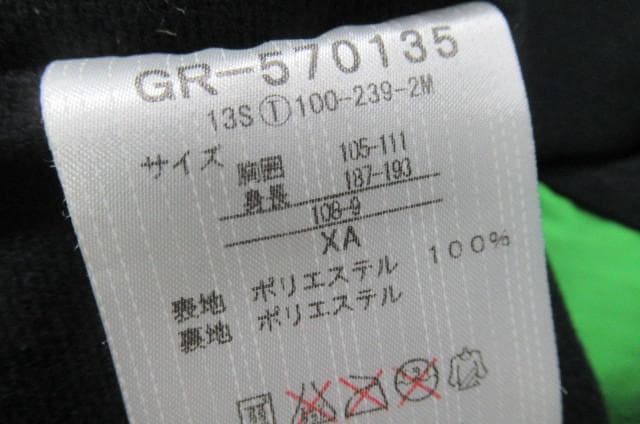 GR-570135
13S Ⓣ 100-239-2M
サイズ 胸囲 105-111
身長 187-193
108-9
XA
表地 ポリエステル 100%
裏地 ポリエステル